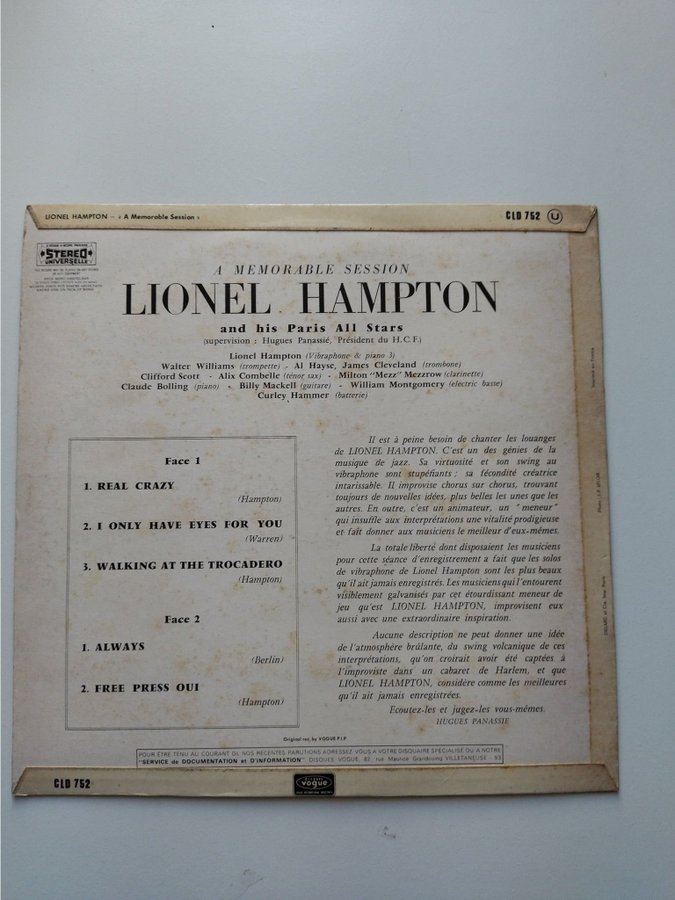 LIONEL HAMPTON — « A Memorable Session »
CLD 752 U
STEREO
UNIVERSELLE
A MEMORABLE SESSION
LIONEL HAMPTON
and his Paris All Stars
(supervision : Hugues Panassié, Président du H.C.F.)
Lionel Hampton (Vibraphone & piano 3)
Walter Williams (trompette) - Al Hayse, James Cleveland (trombone)
Clifford Scott - Alix Combelle (ténor sax) - Milton "Mezz" Mezzrow (clarinette)
Claude Bolling (piano) - Billy Mackell (guitare) - William Montgomery (electric basse)
Curley Hammer (batterie)
Face 1
1. REAL CRAZY
(Hampton)
2. I ONLY HAVE EYES FOR YOU
(Warren)
3. WALKING AT THE TROCADERO
(Hampton)
Face 2
1. ALWAYS
(Berlin)
2. FREE PRESS OUI
(Hampton)
Il est à peine besoin de chanter les louanges
de LIONEL HAMPTON. C'est un des génies de la
musique de jazz. Sa virtuosité et son swing au
vibraphone sont stupéfiants ; sa fécondité créatrice
intarissable. Il improvise chorus sur chorus, trouvant
toujours de nouvelles idées, plus belles les unes que les
autres. En outre, c'est un animateur, un " meneur"
qui insuffle aux interprétations une vitalité prodigieuse
et fait donner aux musiciens le meilleur d'eux-mêmes.
La totale liberté dont disposaient les musiciens
pour cette séance d'enregistrement a fait que les solos
de vibraphone de Lionel Hampton sont les plus beaux
qu'il ait jamais enregistrés. Les musiciens qui l'entourent
visiblement galvanisés par cet étourdissant meneur de
jeu qu'est LIONEL HAMPTON, improvisent eux
aussi avec une extraordinaire inspiration.
Aucune description ne peut donner une idée
de l'atmosphère brûlante, du swing volcanique de ces
interprétations, qu'on croirait avoir été captées à
l'improviste dans un cabaret de Harlem, et que
LIONEL HAMPTON, considère comme les meilleures
qu'il ait jamais enregistrées.
Ecoutez-les et jugez-les vous-mêmes.
HUGUES PANASSIE
Original rec. by VOGUE P.I.P.
POUR ÊTRE TENU AU COURANT DE NOS RECENTES PARUTIONS ADRESSEZ-VOUS A VOTRE DISQUAIRE SPÉCIALISÉ OU A NOTRE
"SERVICE de DOCUMENTATION et D'INFORMATION" DISQUES VOGUE, 82, rue Maurice Grandcoing VILLETANEUSE - 93
CLD 752
vogue